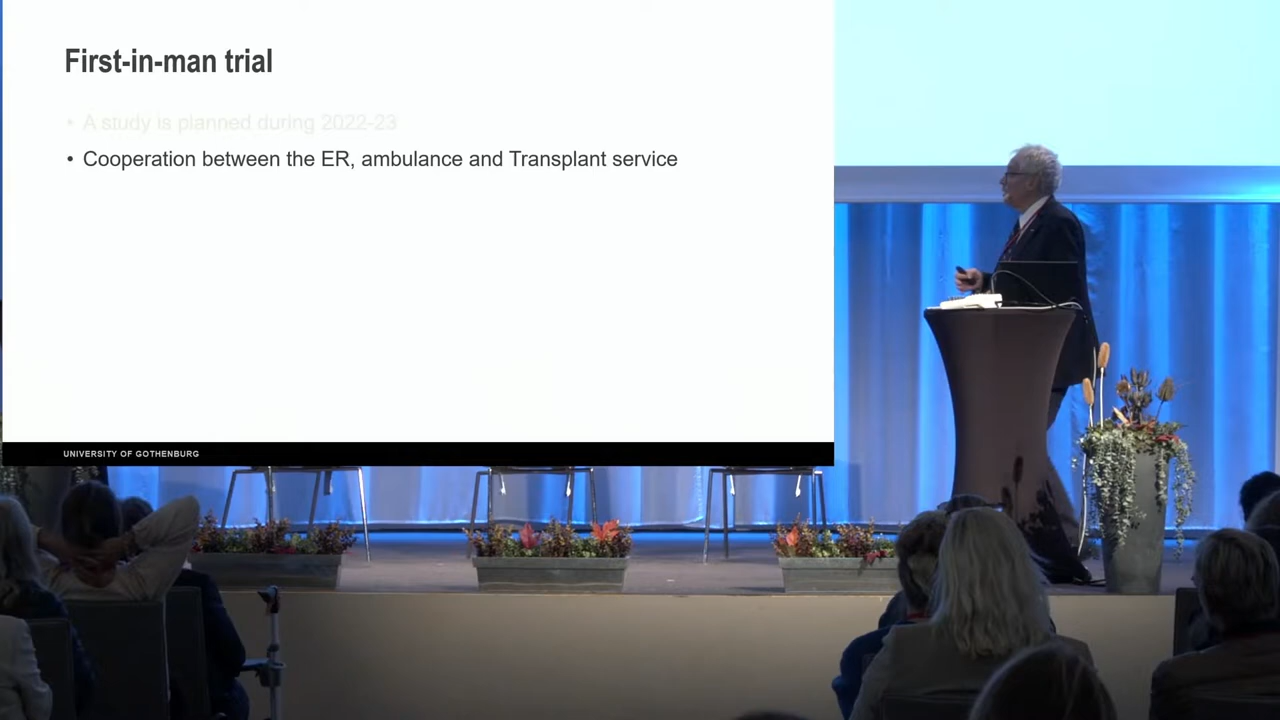 First-in-man trial
• A study is planned during 2022-23
• Cooperation between the ER, ambulance and Transplant service
UNIVERSITY OF GOTHENBURG